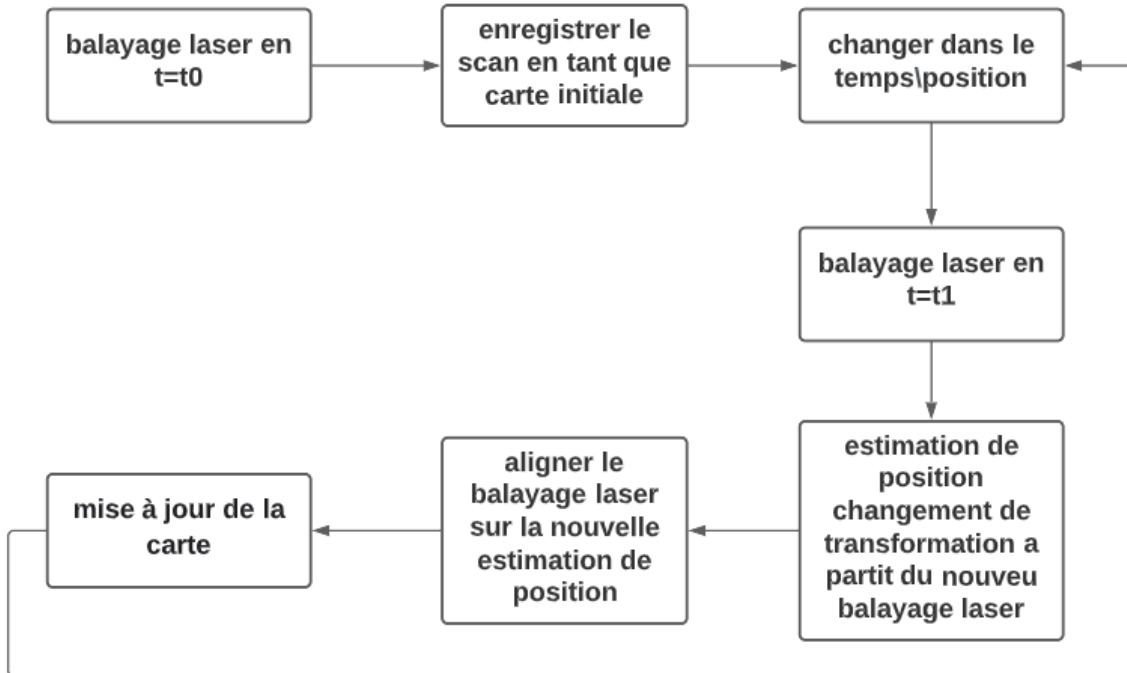 balayage laser en
t=t0
enregistrer le
scan en tant que
carte initiale
changer dans le
temps\position
balayage laser en
t=t1
estimation de
position
changement de
transformation a
partit du nouveu
balayage laser
aligner le
balayage laser
sur la nouvelle
estimation de
position
mise à jour de la
carte